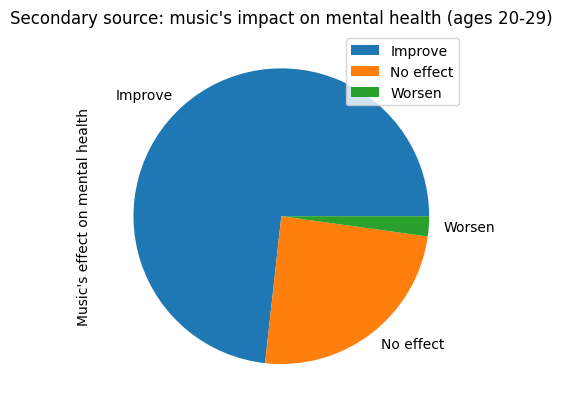 Secondary source: music's impact on mental health (ages 20-29)
Improve
No effect
Worsen
Improve
Music's effect on mental health
Worsen
No effect